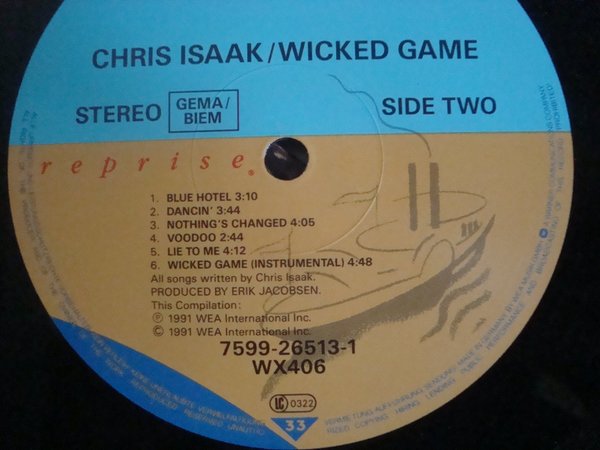 CHRIS ISAAK/WICKED GAME
STEREO GEMA/BIEM SIDE TWO
reprise®
1. BLUE HOTEL 3:10
2. DANCIN' 3:44
3. NOTHING'S CHANGED 4:05
4. VOODOO 2:44
5. LIE TO ME 4:12
6. WICKED GAME (INSTRUMENTAL) 4:48
All songs written by Chris Isaak.
PRODUCED BY ERIK JACOBSEN.
This Compilation:
℗ 1991 WEA International Inc.
© 1991 WEA International Inc.
7599-26513-1
WX406
LC 0322
33